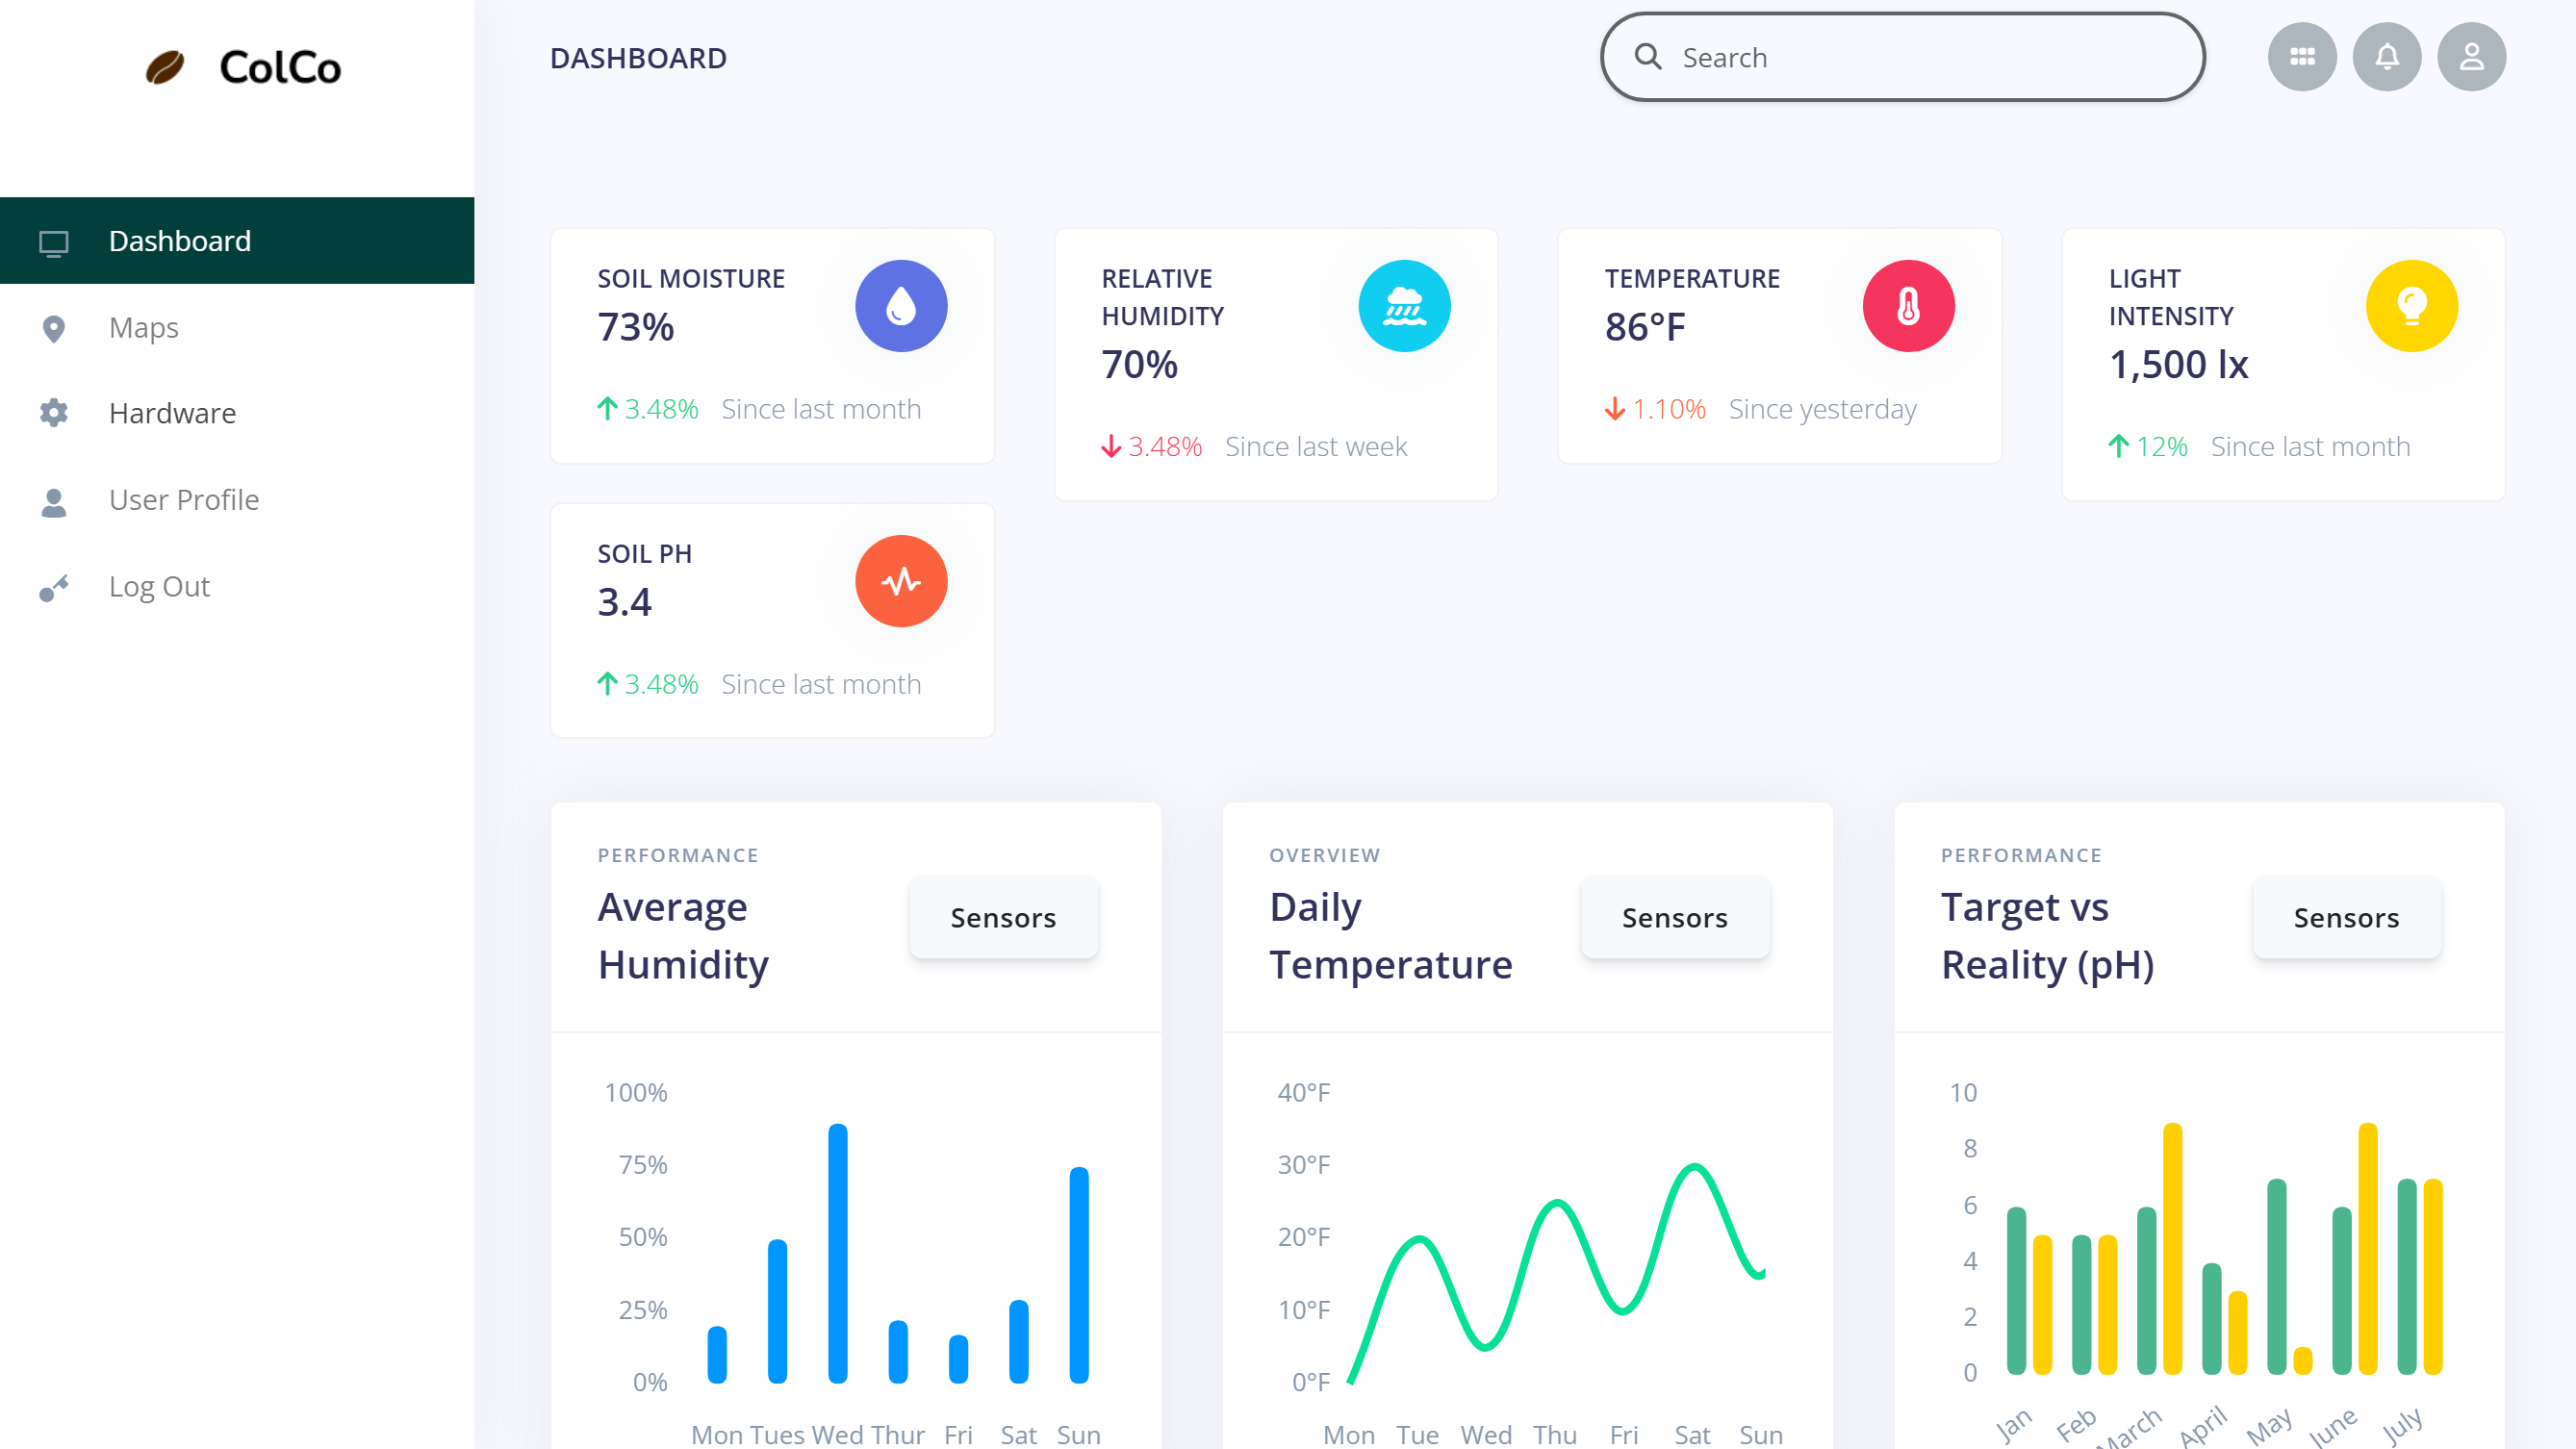 ColCo
DASHBOARD
Search
Dashboard
Maps
Hardware
User Profile
Log Out
SOIL MOISTURE
73%
3.48% Since last month
RELATIVE
HUMIDITY
70%
3.48% Since last week
TEMPERATURE
86°F
1.10% Since yesterday
LIGHT
INTENSITY
1,500 lx
12% Since last month
SOIL PH
3.4
3.48% Since last month
PERFORMANCE
Average
Humidity
Sensors
100%
75%
50%
25%
0%
Mon Tues Wed Thur Fri Sat Sun
OVERVIEW
Daily
Temperature
Sensors
40°F
30°F
20°F
10°F
0°F
Mon Tue Wed Thu Fri Sat Sun
PERFORMANCE
Target vs
Reality (pH)
Sensors
10
8
6
4
2
0
Jan Feb March April May June July